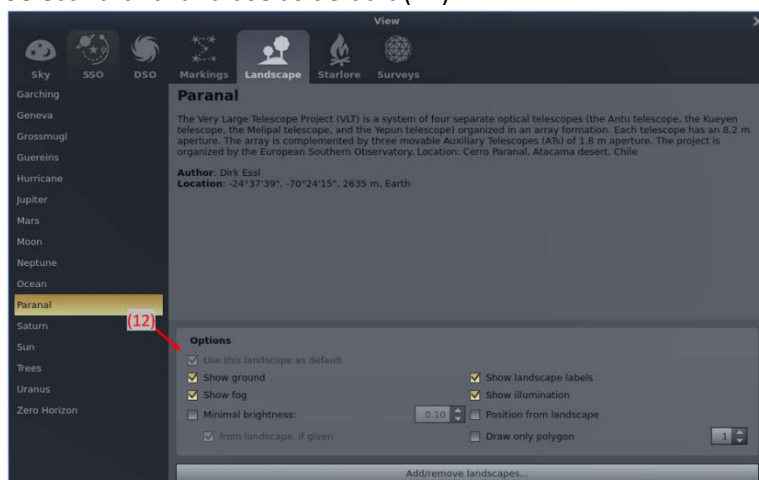 View
Sky SSO DSO Markings Landscape Starlore Surveys
Garching
Geneva
Grossmugl
Guereins
Hurricane
Jupiter
Mars
Moon
Neptune
Ocean
Paranal
Saturn
Sun
Trees
Uranus
Zero Horizon
(12)
Paranal
The Very Large Telescope Project (VLT) is a system of four separate optical telescopes (the Antu telescope, the Kueyen
telescope, the Melipal telescope, and the Yepun telescope) organized in an array formation. Each telescope has an 8.2 m
aperture. The array is complemented by three movable Auxiliary Telescopes (ATs) of 1.8 m aperture. The project is
organized by the European Southern Observatory. Location: Cerro Paranal, Atacama desert, Chile
Author: Dirk Essl
Location: -24°37'39", -70°24'15", 2635 m, Earth
Options
Use this landscape as default
Show ground Show landscape labels
Show fog Show illumination
Minimal brightness: 0.10 Position from landscape
from landscape, if given Draw only polygon 1
Add/remove landscapes...